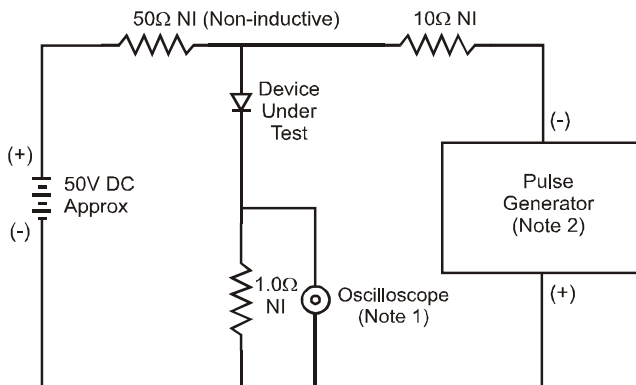 50Ω NI (Non-inductive)
10Ω NI
Device
Under
Test
(+)
50V DC
Approx
(-)
(-)
Pulse
Generator
(Note 2)
(+)
1.0Ω
NI
Oscilloscope
(Note 1)